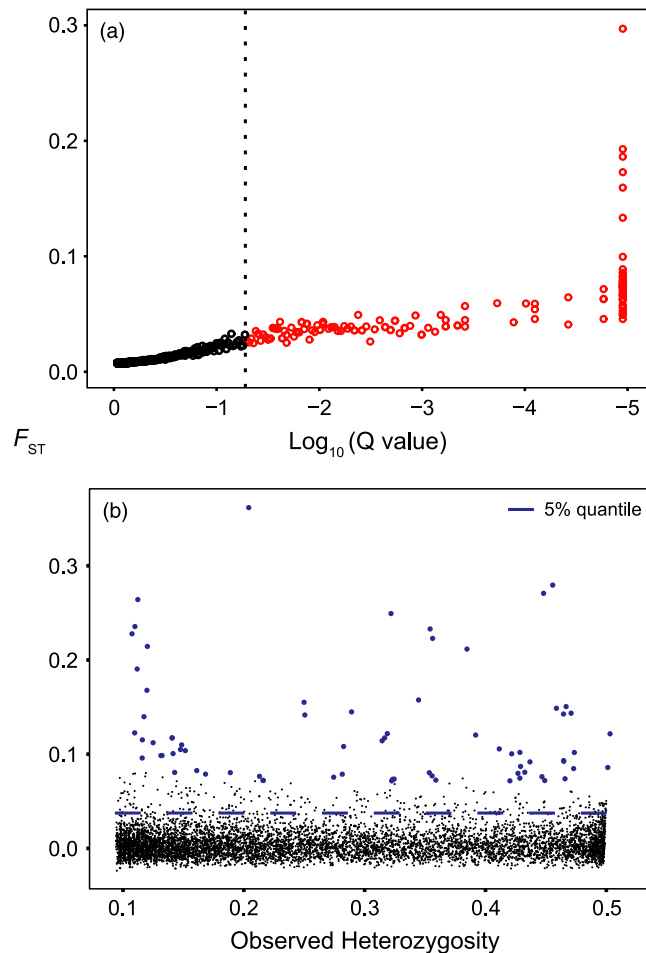 (a)
0.3
0.2
0.1
0.0
0 −1 −2 −3 −4 −5
Log₁₀ (Q value)
F_ST
(b)
5% quantile
0.3
0.2
0.1
0.0
0.1 0.2 0.3 0.4 0.5
Observed Heterozygosity